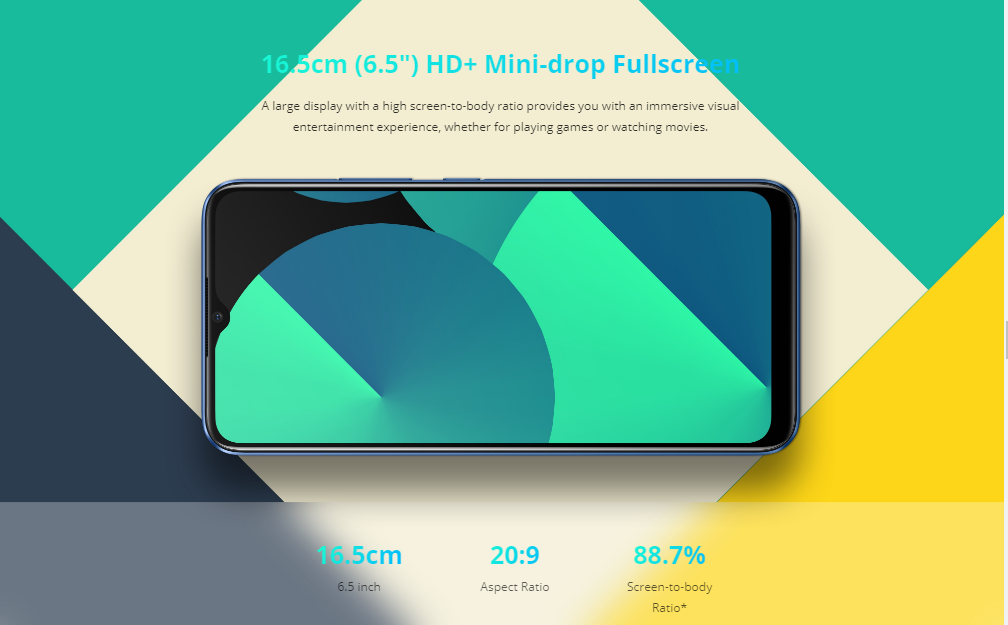 16.5cm (6.5") HD+ Mini-drop Fullscreen
A large display with a high screen-to-body ratio provides you with an immersive visual
entertainment experience, whether for playing games or watching movies.
16.5cm
6.5 inch
20:9
Aspect Ratio
88.7%
Screen-to-body
Ratio*